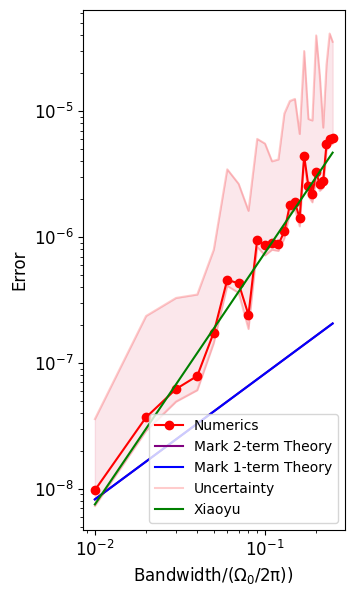 10⁻⁵
10⁻⁶
10⁻⁷
10⁻⁸
Error
Numerics
Mark 2-term Theory
Mark 1-term Theory
Uncertainty
Xiaoyu
10⁻² 10⁻¹
Bandwidth/(Ω₀/2π))